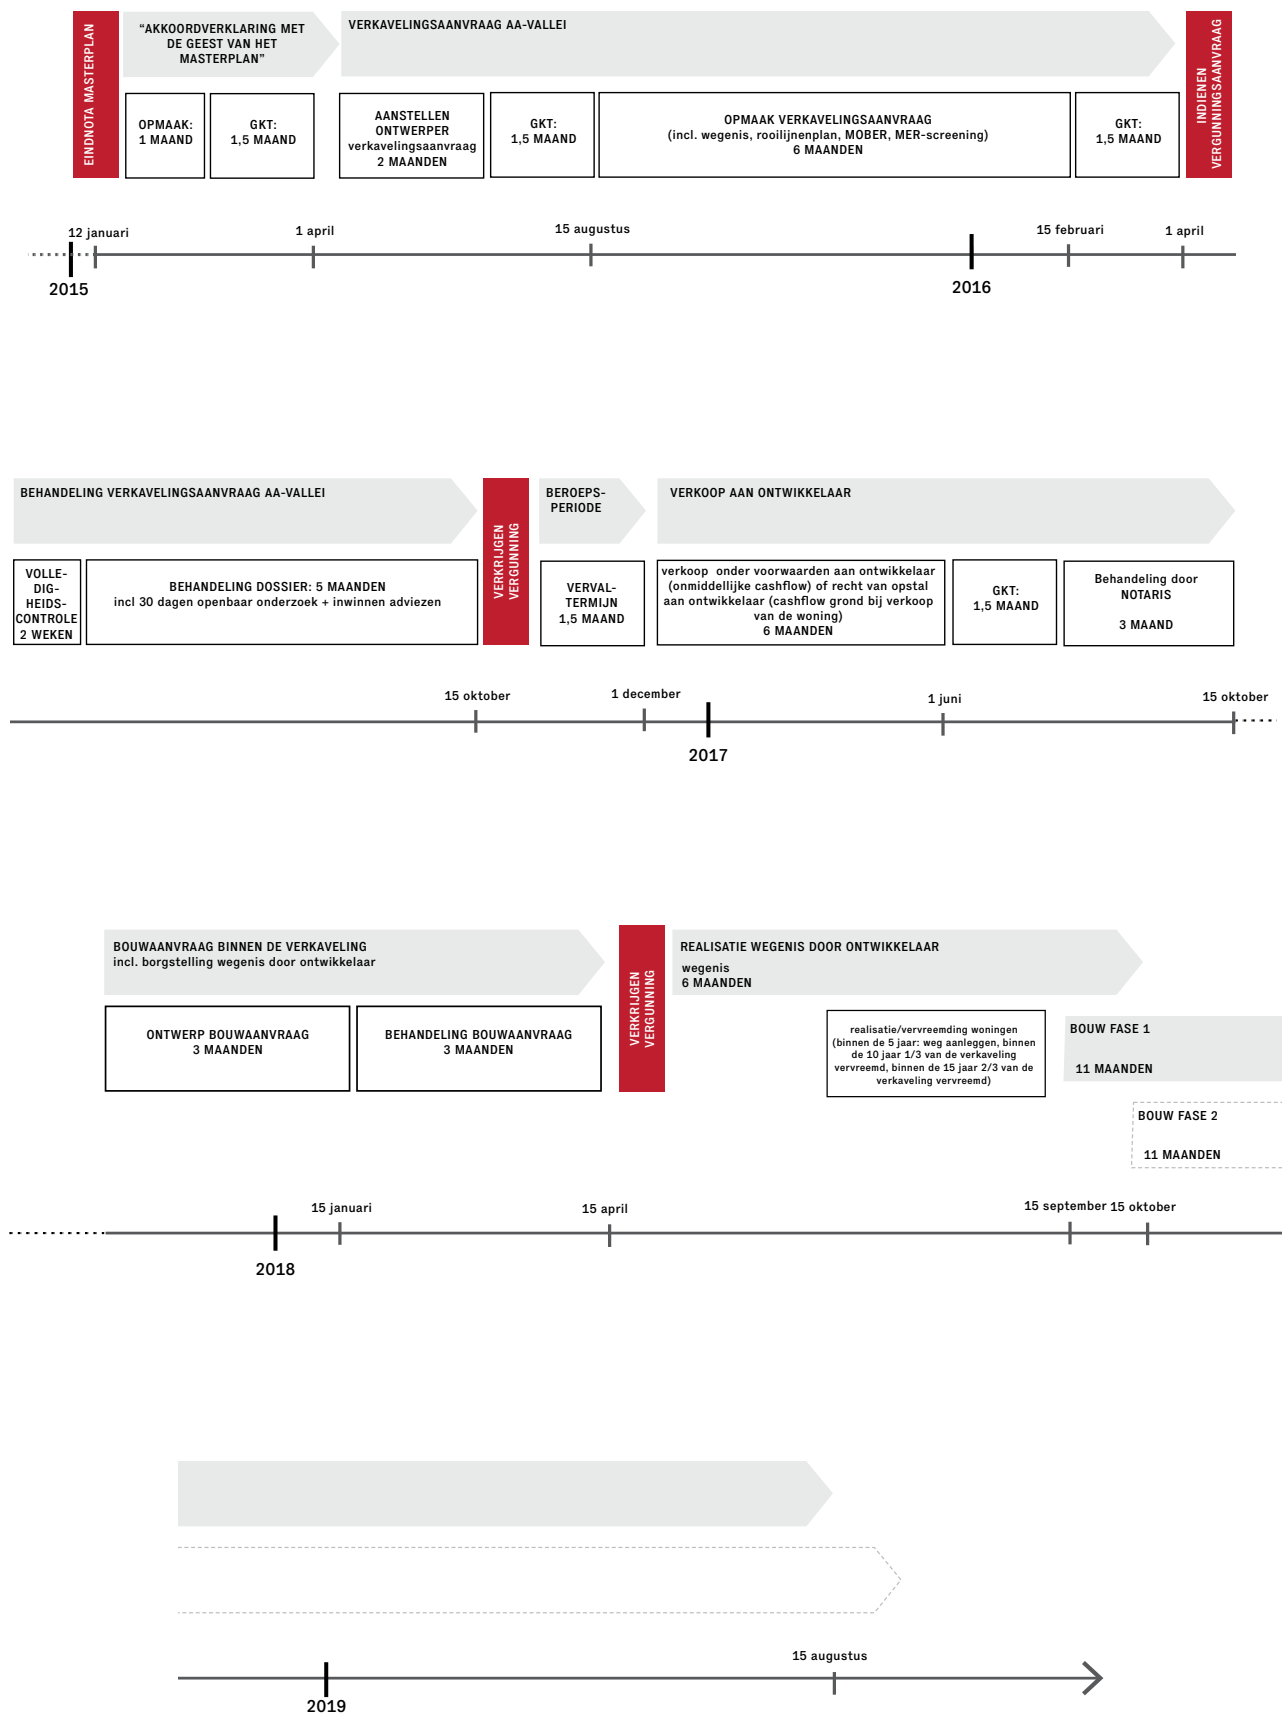 EINDNOTA MASTERPLAN
“AKKOORDVERKLARING MET
DE GEEST VAN HET
MASTERPLAN”
VERKAVELINGSAANVRAAG AA-VALLEI
INDIENEN
VERGUNNINGSAANVRAAG
OPMAAK:
1 MAAND
GKT:
1,5 MAAND
AANSTELLEN
ONTWERPER
verkavelingsaanvraag
2 MAANDEN
GKT:
1,5 MAAND
OPMAAK VERKAVELINGSAANVRAAG
(incl. wegenis, rooilijnenplan, MOBER, MER-screening)
6 MAANDEN
GKT:
1,5 MAAND
12 januari
1 april
15 augustus
15 februari
1 april
2015
2016
BEHANDELING VERKAVELINGSAANVRAAG AA-VALLEI
VERKRIJGEN
VERGUNNING
BEROEPS-
PERIODE
VERKOOP AAN ONTWIKKELAAR
VOLLE-
DIG-
HEIDS-
CONTROLE
2 WEKEN
BEHANDELING DOSSIER: 5 MAANDEN
incl 30 dagen openbaar onderzoek + inwinnen adviezen
VERVAL-
TERMIJN
1,5 MAAND
verkoop onder voorwaarden aan ontwikkelaar
(onmiddellijke cashflow) of recht van opstal
aan ontwikkelaar (cashflow grond bij verkoop
van de woning)
6 MAANDEN
GKT:
1,5 MAAND
Behandeling door
NOTARIS
3 MAAND
15 oktober
1 december
1 juni
15 oktober
2017
BOUWAANVRAAG BINNEN DE VERKAVELING
incl. borgstelling wegenis door ontwikkelaar
VERKRIJGEN
VERGUNNING
REALISATIE WEGENIS DOOR ONTWIKKELAAR
wegenis
6 MAANDEN
ONTWERP BOUWAANVRAAG
3 MAANDEN
BEHANDELING BOUWAANVRAAG
3 MAANDEN
realisatie/vervreemding woningen
(binnen de 5 jaar: weg aanleggen, binnen
de 10 jaar 1/3 van de verkaveling
vervreemd, binnen de 15 jaar 2/3 van de
verkaveling vervreemd)
BOUW FASE 1
11 MAANDEN
BOUW FASE 2
11 MAANDEN
15 januari
15 april
15 september
15 oktober
2018
15 augustus
2019